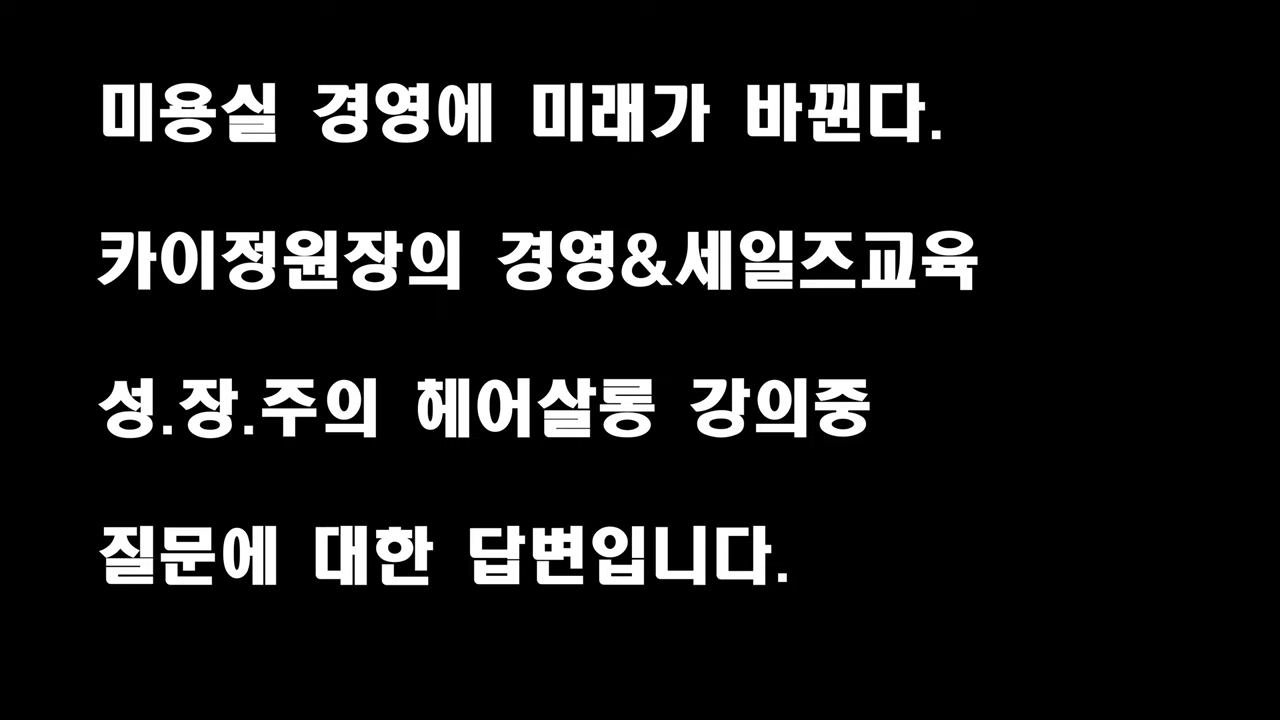 미용실 경영에 미래가 바뀐다.
카이정원장의 경영&세일즈교육
성.장.주의 헤어살롱 강의중
질문에 대한 답변입니다.